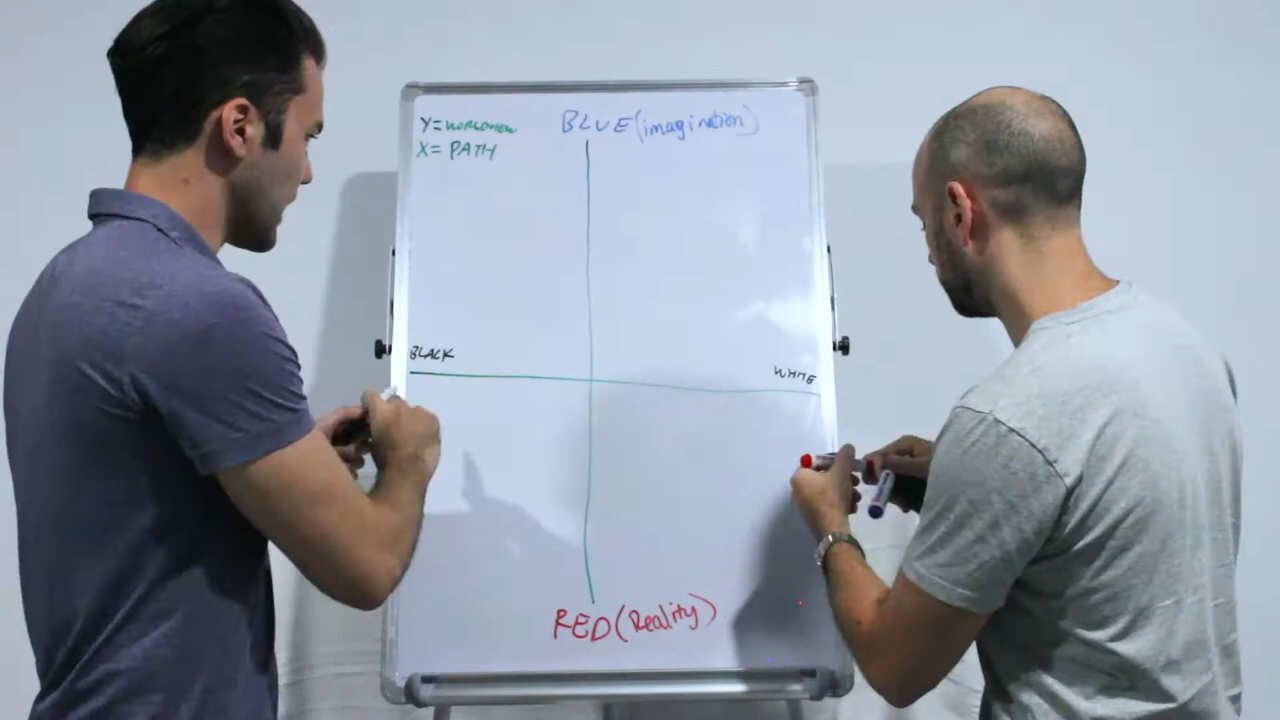 Y=WORLDVIEW
X= PATH
BLUE(imagination)
BLACK
WHITE
RED(Reality)